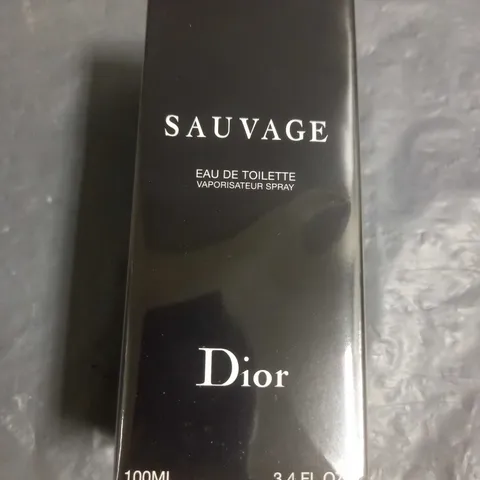 SAUVAGE
EAU DE TOILETTE
VAPORISATEUR SPRAY
Dior
100ML 3.4 FL.OZ